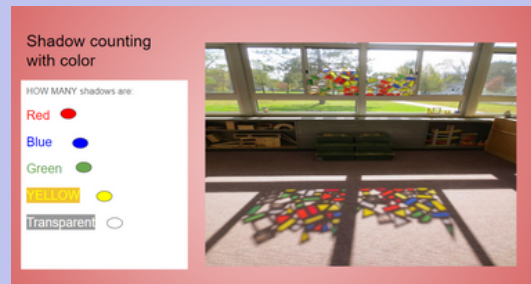 Shadow counting
with color
HOW MANY shadows are:
Red
Blue
Green
YELLOW
Transparent